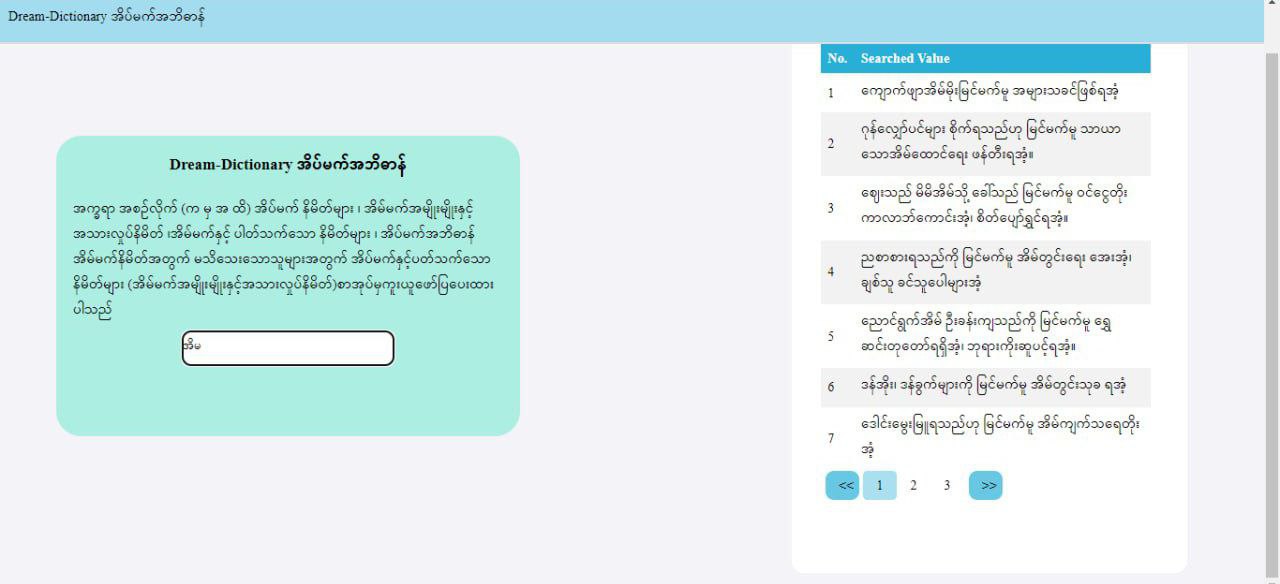 Dream-Dictionary အိပ်မက်အဘိဓာန်
Dream-Dictionary အိပ်မက်အဘိဓာန်
အက္ခရာ အစဉ်လိုက် (က မှ အ ထိ) အိပ်မက် နိမိတ်များ ၊ အိမ်မက်အမျိုးမျိုးနှင့်
အသားလှုပ်နိမိတ် ၊အိမ်မက်နှင့် ပါတ်သက်သော နိမိတ်များ ၊ အိပ်မက်အဘိဓာန်
အိမ်မက်နိမိတ်အတွက် မသိသေးသောသူများအတွက် အိပ်မက်နှင့်ပတ်သက်သော
နိမိတ်များ (အိမ်မက်အမျိုးမျိုးနှင့်အသားလှုပ်နိမိတ်)စာအုပ်မှကူးယူဖော်ပြပေးထား
ပါသည်
အိမ
No. Searched Value
1 ကျောက်ဖျာအိမ်မိုးမြင်မက်မူ အများသခင်ဖြစ်ရအံ့
2 ဂုန်လျှော်ပင်များ စိုက်ရသည်ဟု မြင်မက်မူ သာယာ
သောအိမ်ထောင်ရေး ဖန်တီးရအံ့။
3 ဈေးသည် မိမိအိမ်သို့ ခေါ်သည် မြင်မက်မူ ဝင်ငွေတိုး
ကာလာဘ်ကောင်းအံ့၊ စိတ်ပျော်ရွှင်ရအံ့။
4 ညစာစားရသည်ကို မြင်မက်မူ အိမ်တွင်းရေး အေးအံ့၊
ချစ်သူ ခင်သူပေါများအံ့
5 ညောင်ရွက်အိမ် ဦးခန်းကျသည်ကို မြင်မက်မူ ရွှေ
ဆင်းတုတော်ရရှိအံ့၊ ဘုရားကိုးဆူပင့်ရအံ့။
6 ဒန်အိုး၊ ဒန်ခွက်များကို မြင်မက်မူ အိမ်တွင်းသုခ ရအံ့
7 ဒေါင်းမွေးမြူရသည်ဟု မြင်မက်မူ အိမ်ကျက်သရေတိုး
အံ့
<< 1 2 3 >>